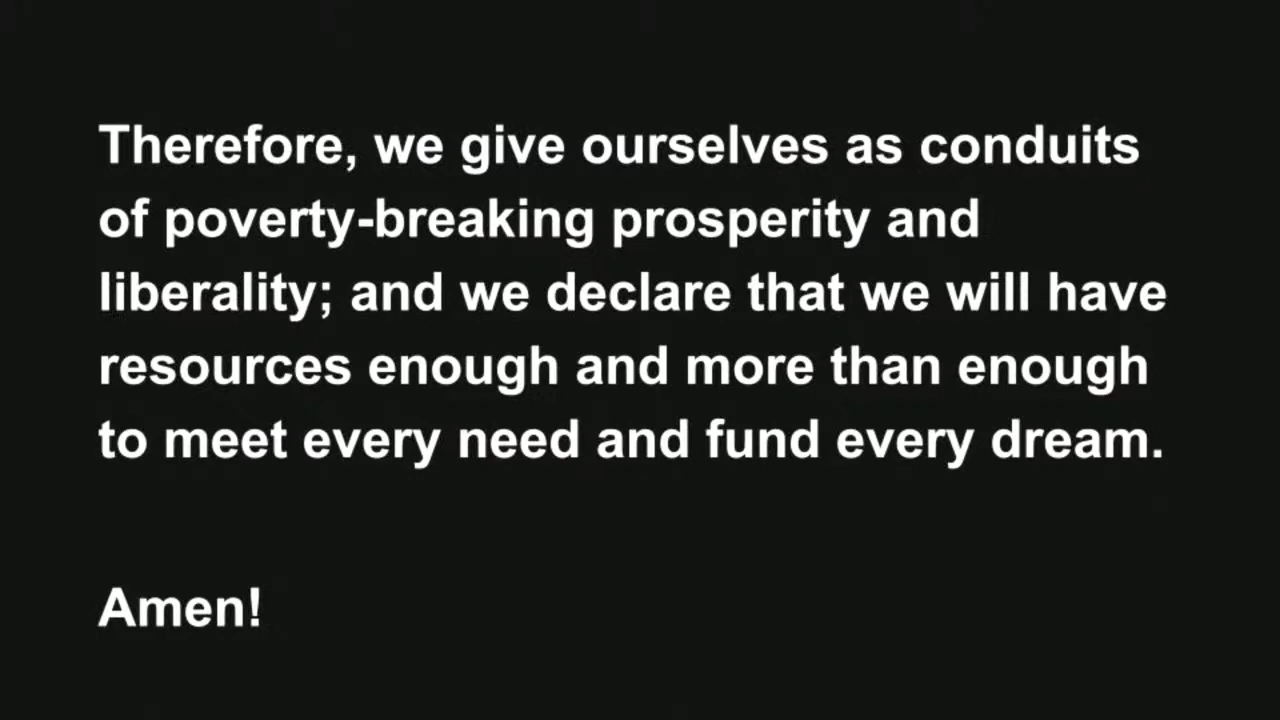 Therefore, we give ourselves as conduits
of poverty-breaking prosperity and
liberality; and we declare that we will have
resources enough and more than enough
to meet every need and fund every dream.
Amen!